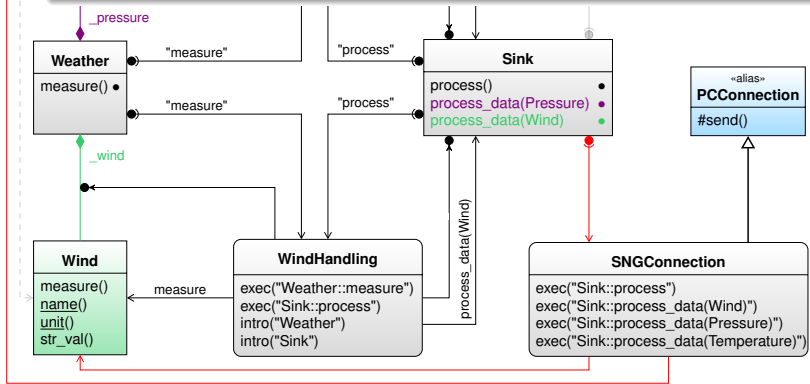 _pressure
Weather
measure()
"measure"
"measure"
"process"
"process"
Sink
process()
process_data(Pressure)
process_data(Wind)
«alias»
PCConnection
#send()
_wind
Wind
measure()
name()
unit()
str_val()
measure
WindHandling
exec("Weather::measure")
exec("Sink::process")
intro("Weather")
intro("Sink")
process_data(Wind)
SNGConnection
exec("Sink::process")
exec("Sink::process_data(Wind)")
exec("Sink::process_data(Pressure)")
exec("Sink::process_data(Temperature)")